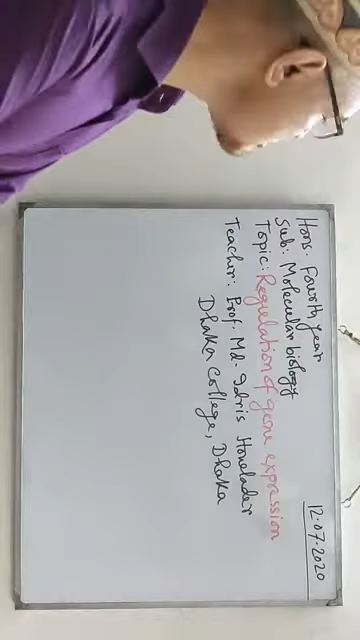 12.07.2020
Hons. Fourth year
Sub: Molecular biology
Topic: Regulation of gene expression
Teacher: Prof. Md. Idris Howlader
Dhaka College, Dhaka